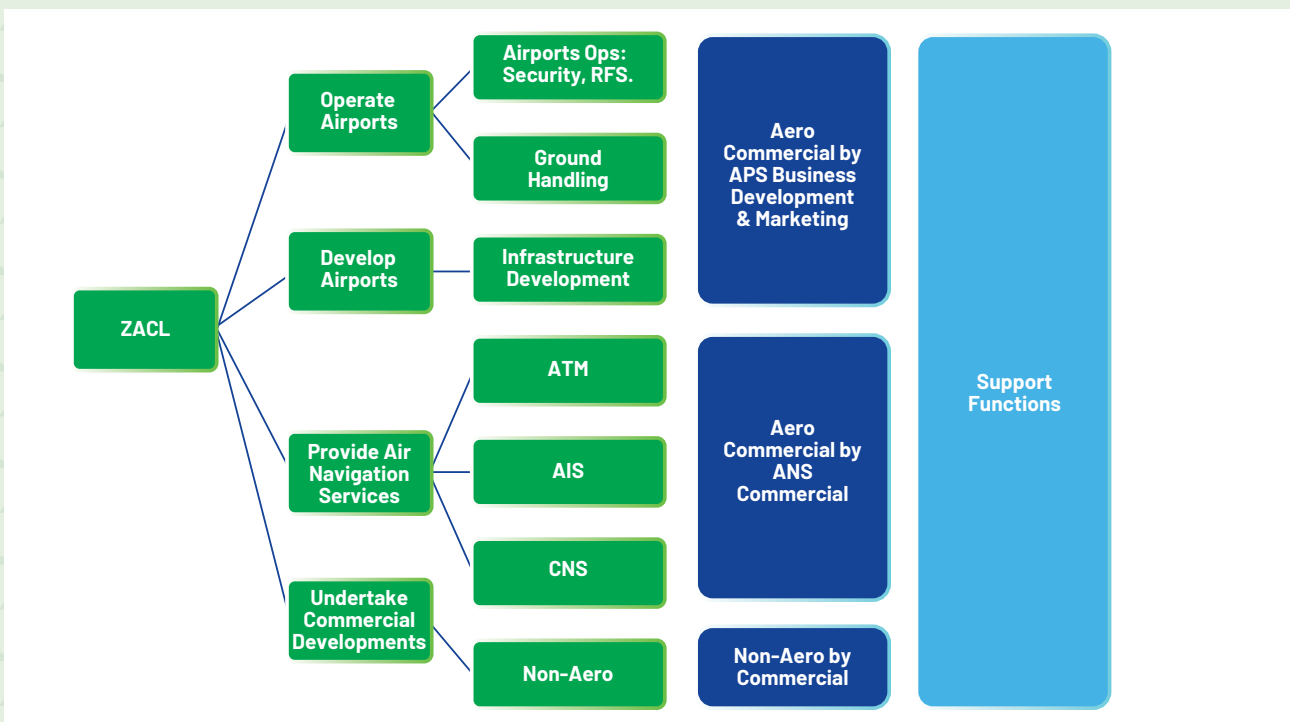 ZACL
Operate
Airports
Develop
Airports
Provide Air
Navigation
Services
Undertake
Commercial
Developments
Airports Ops:
Security, RFS.
Ground
Handling
Infrastructure
Development
ATM
AIS
CNS
Non-Aero
Aero
Commercial by
APS Business
Development
& Marketing
Aero
Commercial by
ANS
Commercial
Non-Aero by
Commercial
Support
Functions